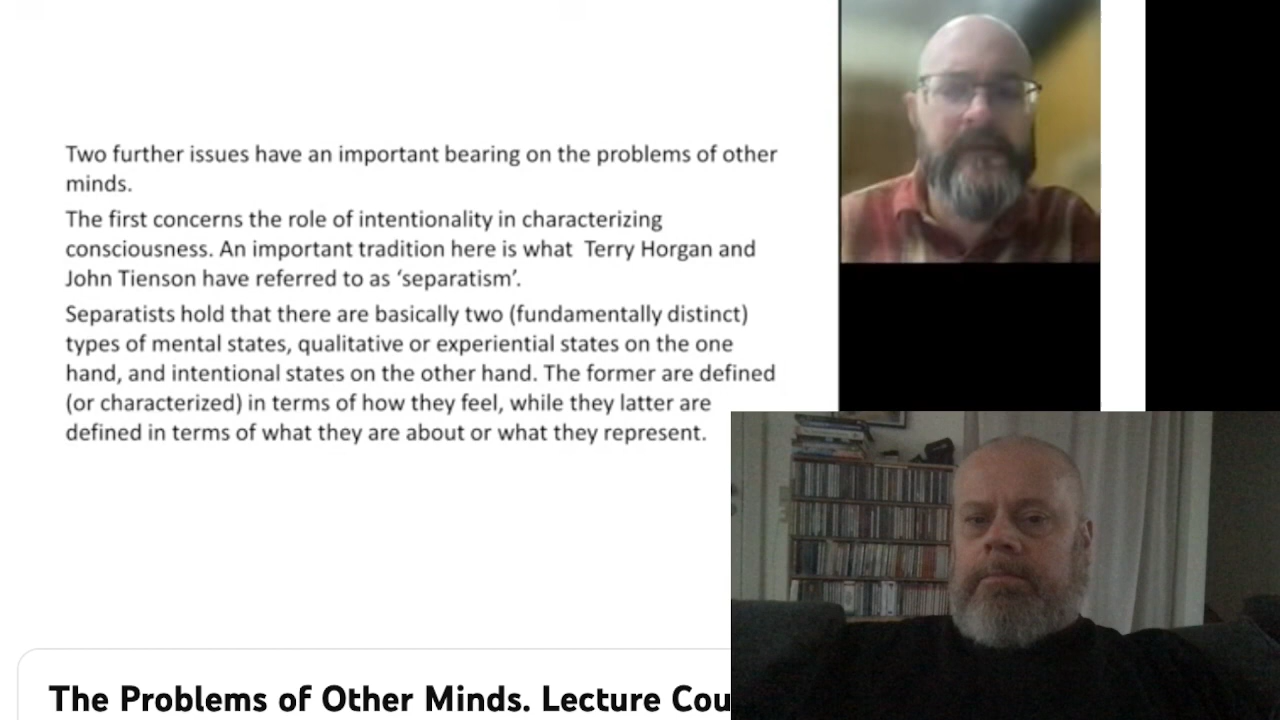 Two further issues have an important bearing on the problems of other
minds.
The first concerns the role of intentionality in characterizing
consciousness. An important tradition here is what Terry Horgan and
John Tienson have referred to as ‘separatism’.
Separatists hold that there are basically two (fundamentally distinct)
types of mental states, qualitative or experiential states on the one
hand, and intentional states on the other hand. The former are defined
(or characterized) in terms of how they feel, while they latter are
defined in terms of what they are about or what they represent.
The Problems of Other Minds. Lecture Cou